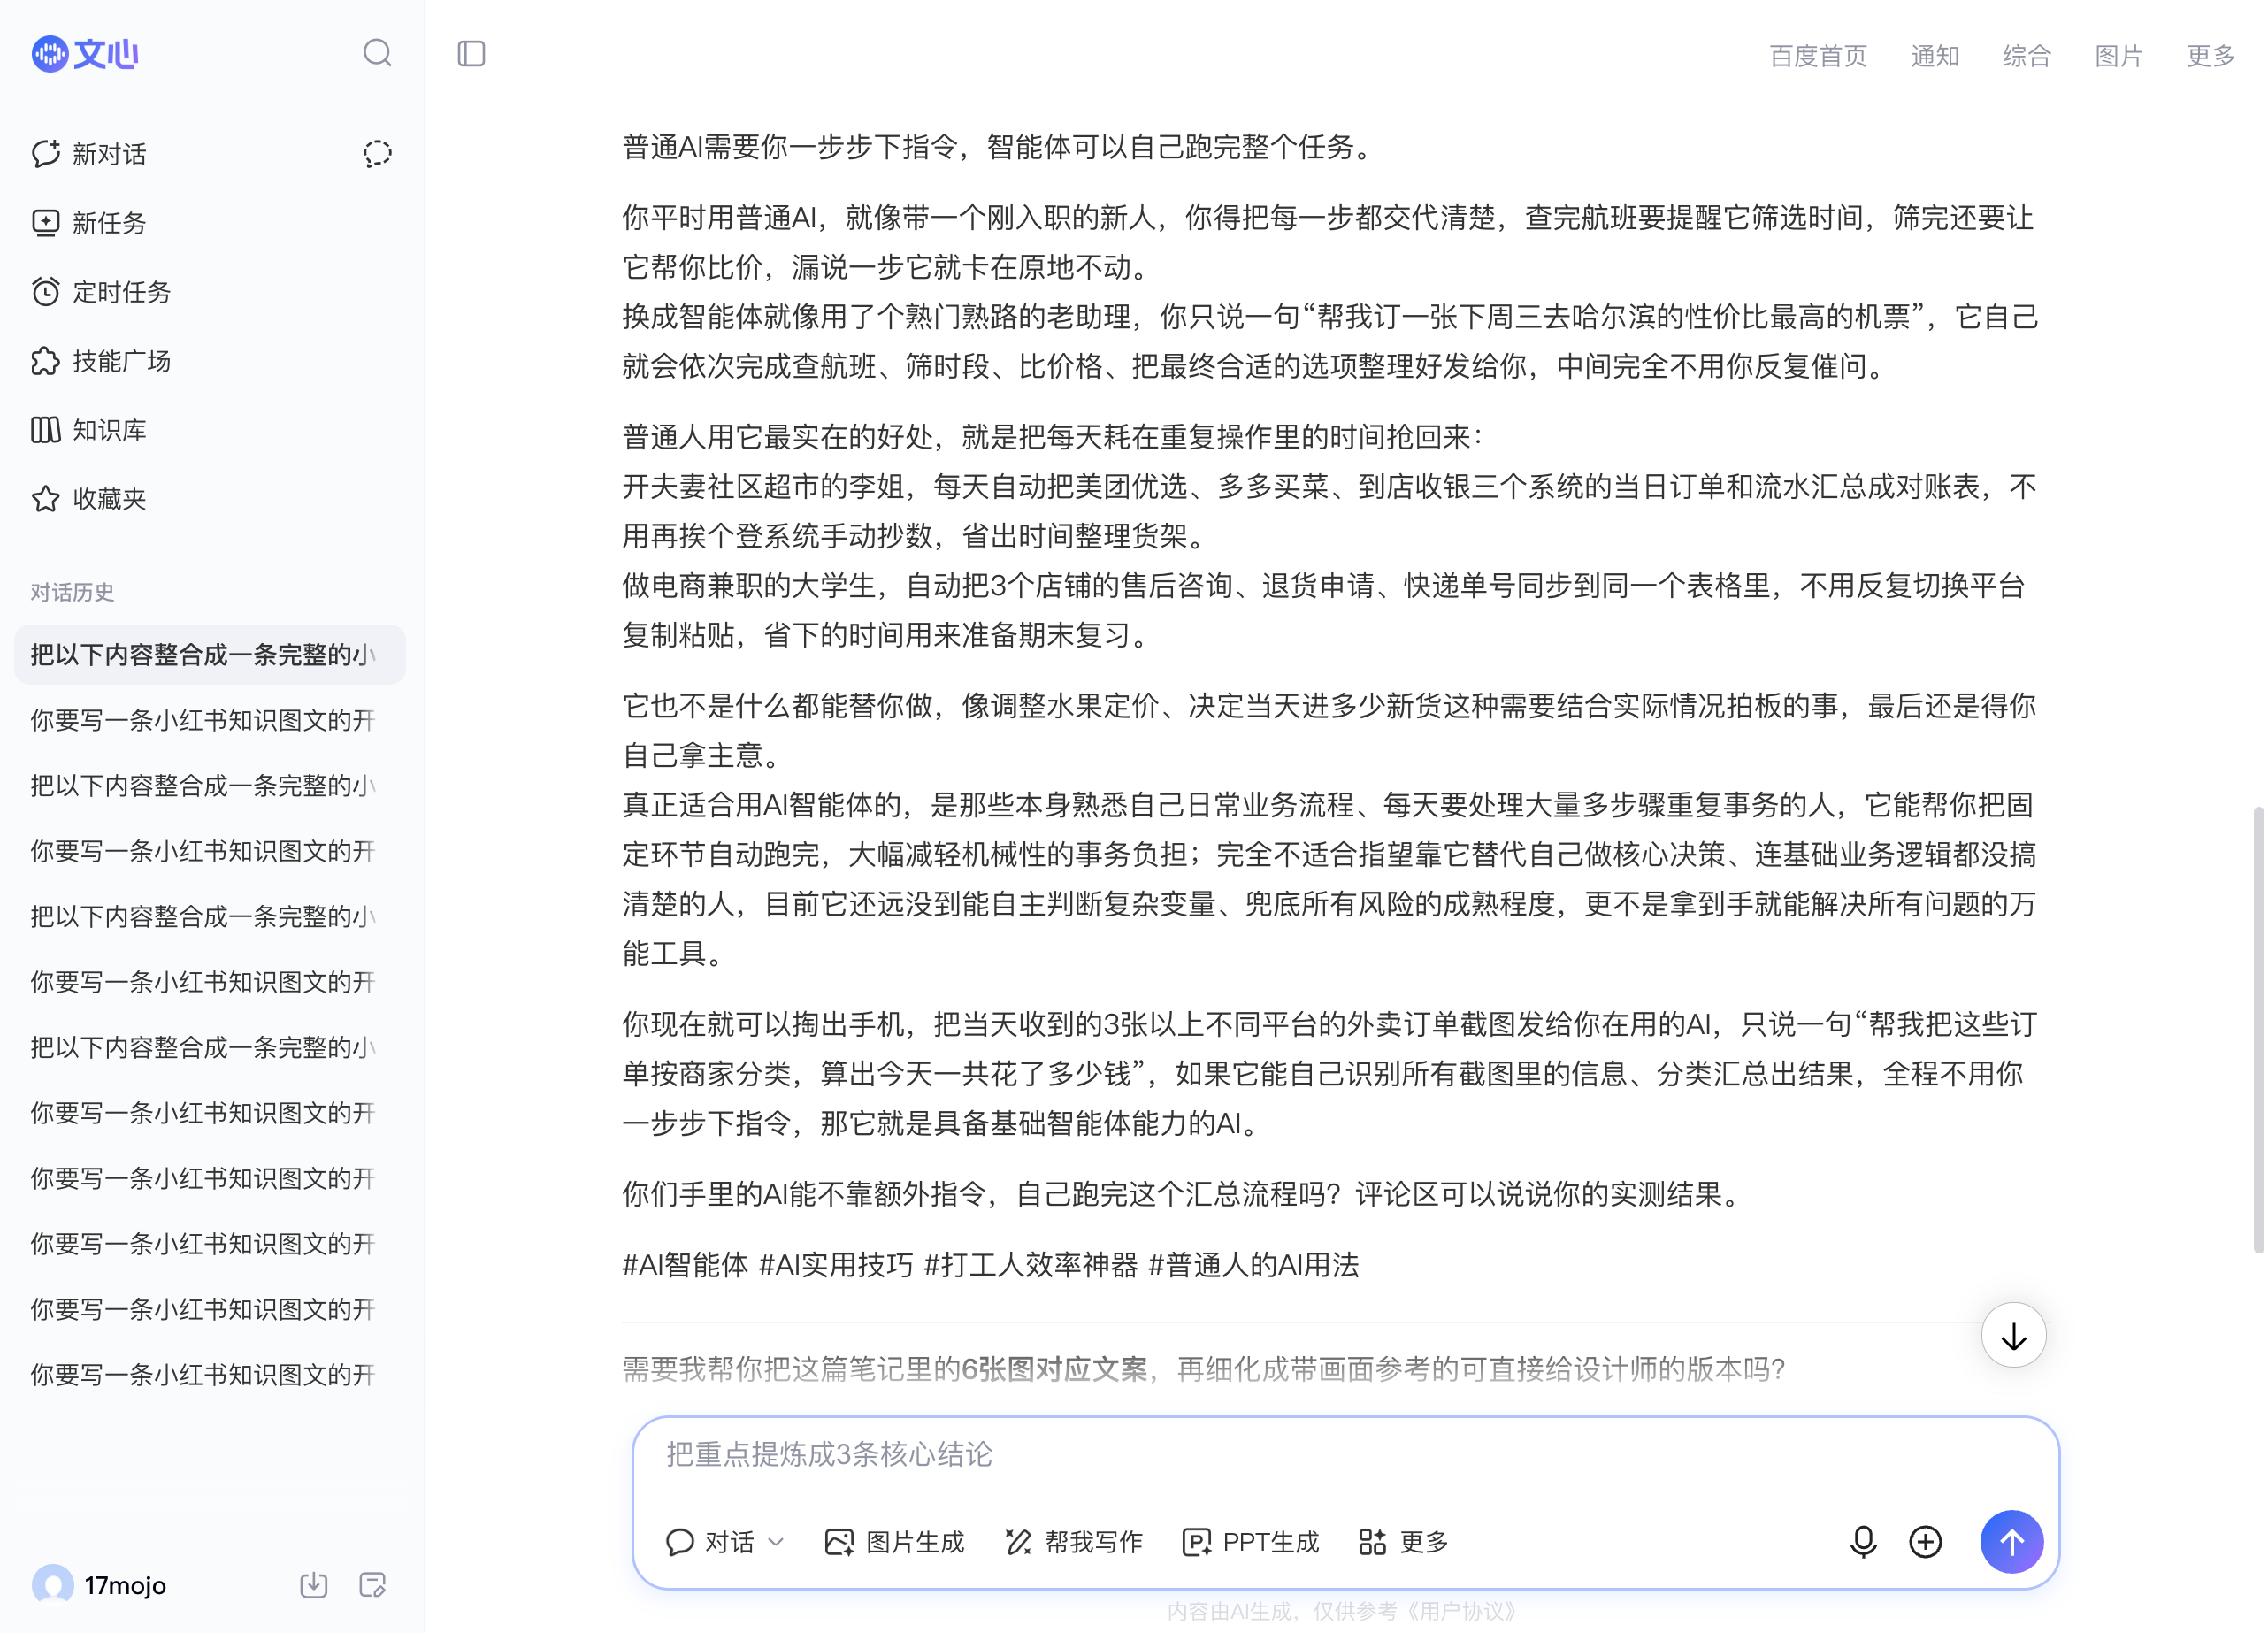 文心
百度首页 通知 综合 图片 更多
新对话
新任务
定时任务
技能广场
知识库
收藏夹
对话历史
把以下内容整合成一条完整的小
你要写一条小红书知识图文的开
把以下内容整合成一条完整的小
你要写一条小红书知识图文的开
把以下内容整合成一条完整的小
你要写一条小红书知识图文的开
把以下内容整合成一条完整的小
你要写一条小红书知识图文的开
你要写一条小红书知识图文的开
你要写一条小红书知识图文的开
你要写一条小红书知识图文的开
你要写一条小红书知识图文的开
17mojo
普通AI需要你一步步下指令，智能体可以自己跑完整个任务。
你平时用普通AI，就像带一个刚入职的新人，你得把每一步都交代清楚，查完航班要提醒它筛选时间，筛完还要让
它帮你比价，漏说一步它就卡在原地不动。
换成智能体就像用了个熟门熟路的老助理，你只说一句“帮我订一张下周三去哈尔滨的性价比最高的机票”，它自己
就会依次完成查航班、筛时段、比价格、把最终合适的选项整理好发给你，中间完全不用你反复催问。
普通人用它最实在的好处，就是把每天耗在重复操作里的时间抢回来：
开夫妻社区超市的李姐，每天自动把美团优选、多多买菜、到店收银三个系统的当日订单和流水汇总成对账表，不
用再挨个登系统手动抄数，省出时间整理货架。
做电商兼职的大学生，自动把3个店铺的售后咨询、退货申请、快递单号同步到同一个表格里，不用反复切换平台
复制粘贴，省下的时间用来准备期末复习。
它也不是什么都能替你做，像调整水果定价、决定当天进多少新货这种需要结合实际情况拍板的事，最后还是得你
自己拿主意。
真正适合用AI智能体的，是那些本身熟悉自己日常业务流程、每天要处理大量多步骤重复事务的人，它能帮你把固
定环节自动跑完，大幅减轻机械性的事务负担；完全不适合指望靠它替代自己做核心决策、连基础业务逻辑都没搞
清楚的人，目前它还远没到能自主判断复杂变量、兜底所有风险的成熟程度，更不是拿到手就能解决所有问题的万
能工具。
你现在就可以掏出手机，把当天收到的3张以上不同平台的外卖订单截图发给你在用的AI，只说一句“帮我把这些订
单按商家分类，算出今天一共花了多少钱”，如果它能自己识别所有截图里的信息、分类汇总出结果，全程不用你
一步步下指令，那它就是具备基础智能体能力的AI。
你们手里的AI能不靠额外指令，自己跑完这个汇总流程吗？评论区可以说说你的实测结果。
#AI智能体 #AI实用技巧 #打工人效率神器 #普通人的AI用法
需要我帮你把这篇笔记里的6张图对应文案，再细化成带画面参考的可直接给设计师的版本吗？
把重点提炼成3条核心结论
对话 图片生成 帮我写作 PPT生成 更多
内容由AI生成，仅供参考《用户协议》